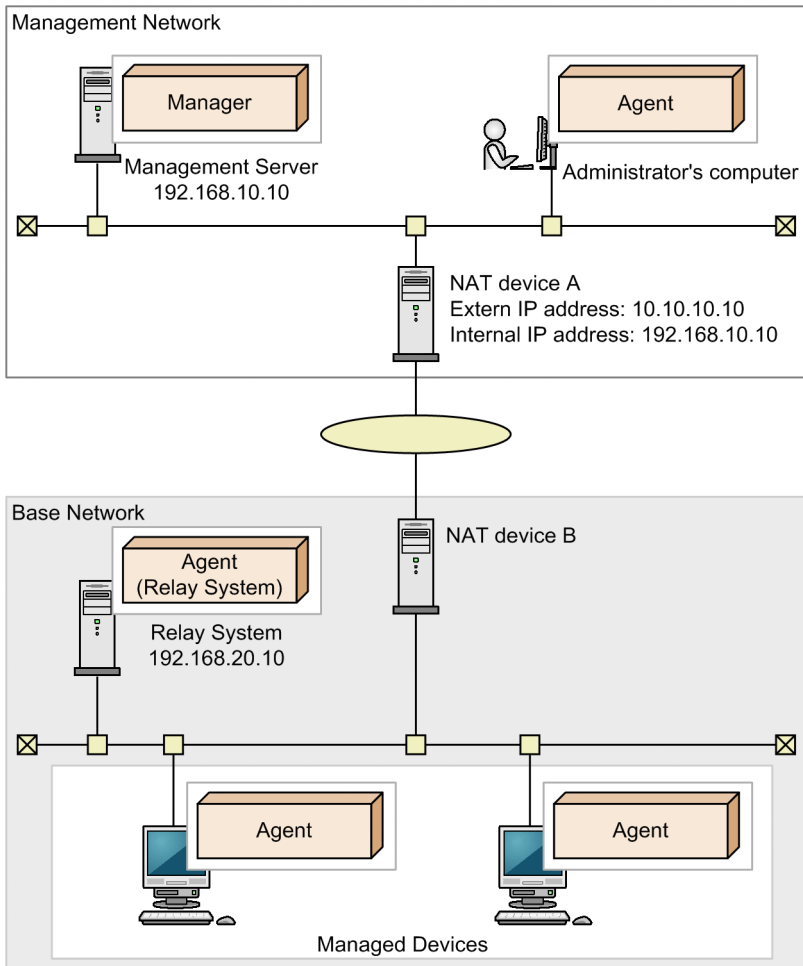 Management Network
Manager
Agent
Management Server
192.168.10.10
Administrator's computer
NAT device A
Extern IP address: 10.10.10.10
Internal IP address: 192.168.10.10
Base Network
NAT device B
Agent
(Relay System)
Relay System
192.168.20.10
Agent
Agent
Managed Devices